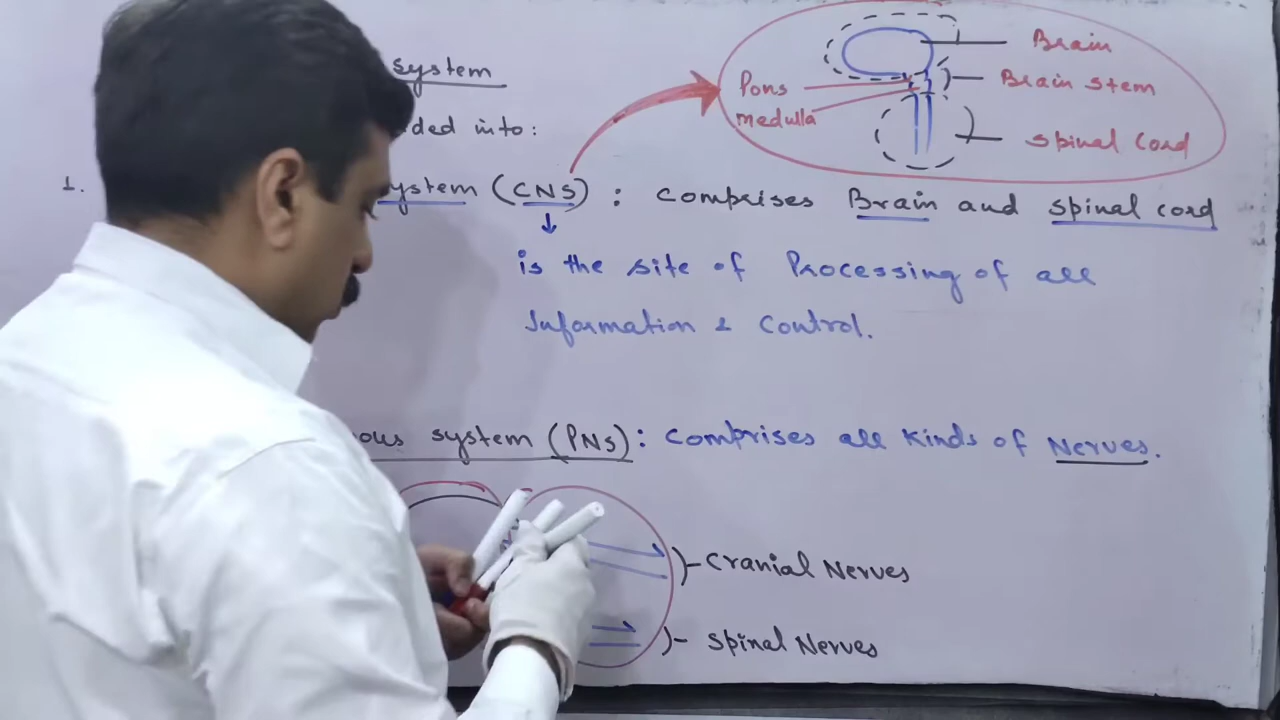 Brain
system
Pons
Brain stem
medulla
ded into:
Spinal Cord
1. ystem (CNS) : Comprises Brain and spinal cord
is the site of Processing of all
Information & Control.
ous system (PNS): Comprises all kinds of Nerves.
)- Cranial Nerves
)- Spinal Nerves